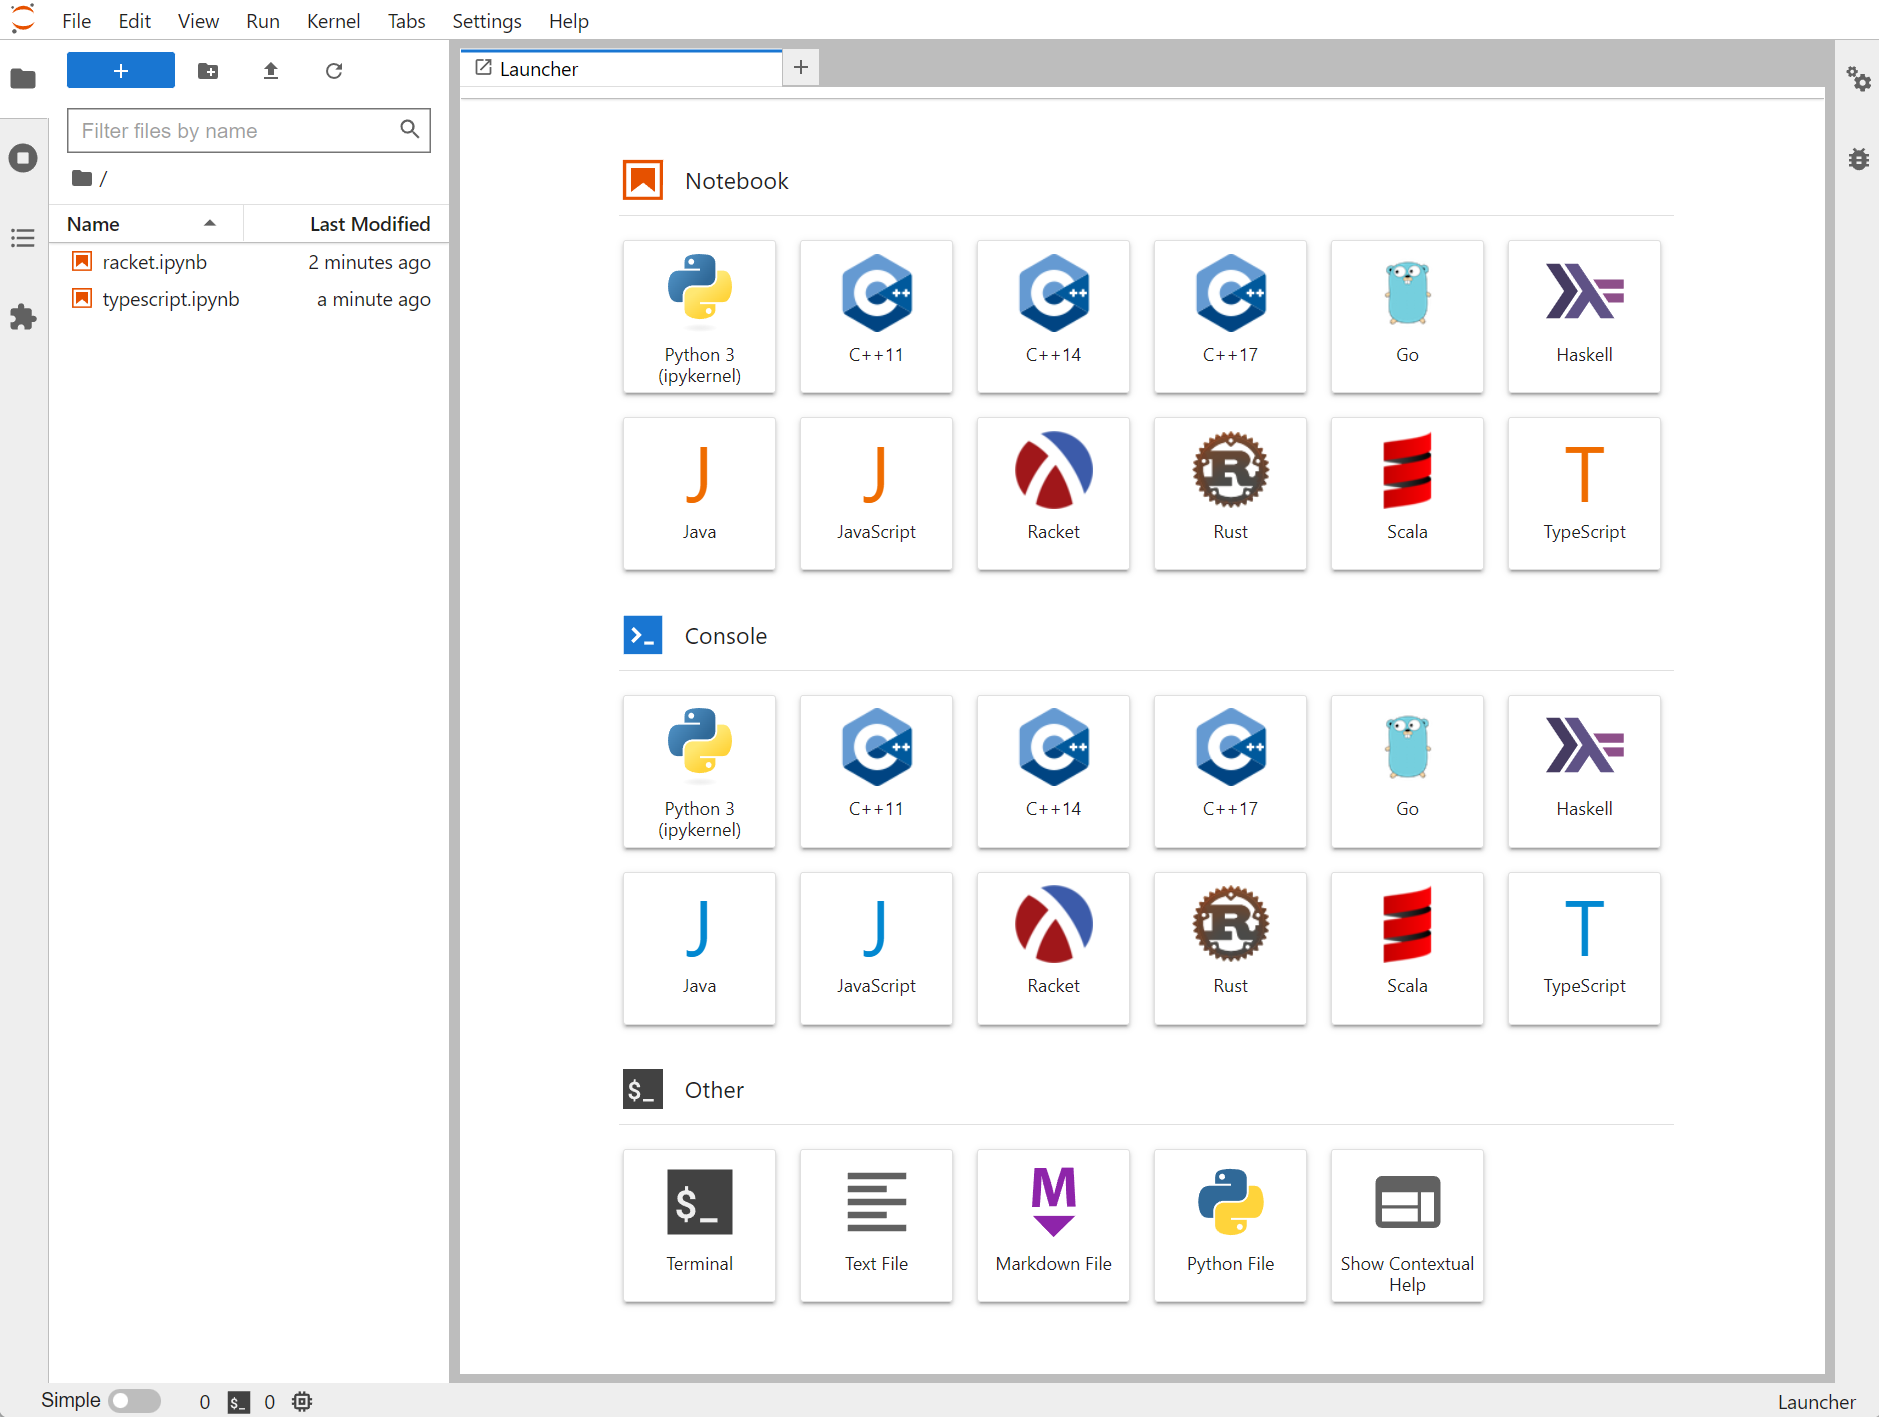 File Edit View Run Kernel Tabs Settings Help
+
Launcher
+
Filter files by name
/
Name Last Modified
racket.ipynb 2 minutes ago
typescript.ipynb a minute ago
Notebook
Python 3
(ipykernel)
C++11
C++14
C++17
Go
Haskell
J
Java
J
JavaScript
Racket
R
Rust
Scala
T
TypeScript
>_ Console
Python 3
(ipykernel)
C++11
C++14
C++17
Go
Haskell
J
Java
J
JavaScript
Racket
R
Rust
Scala
T
TypeScript
$_ Other
$_
Terminal
Text File
M
Markdown File
Python File
Show Contextual
Help
Simple 0 $_ 0
Launcher